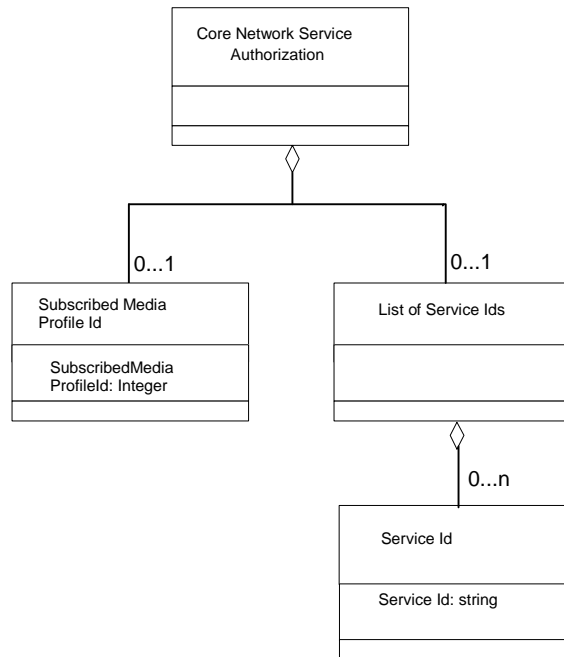 Core Network Service
Authorization
0...1
0...1
Subscribed Media
Profile Id
List of Service Ids
SubscribedMedia
ProfileId: Integer
0...n
Service Id
Service Id: string